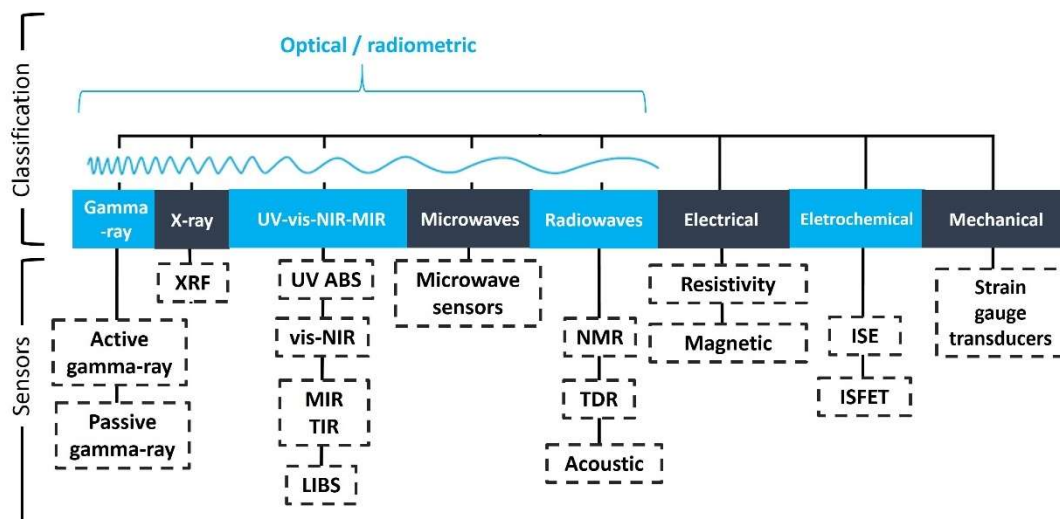 Classification
Optical / radiometric
Gamma
-ray
X-ray
UV-vis-NIR-MIR
Microwaves
Radiowaves
Electrical
Eletrochemical
Mechanical
Sensors
Active
gamma-ray
Passive
gamma-ray
XRF
UV ABS
vis-NIR
MIR
TIR
LIBS
Microwave
sensors
NMR
TDR
Acoustic
Resistivity
Magnetic
ISE
ISFET
Strain
gauge
transducers